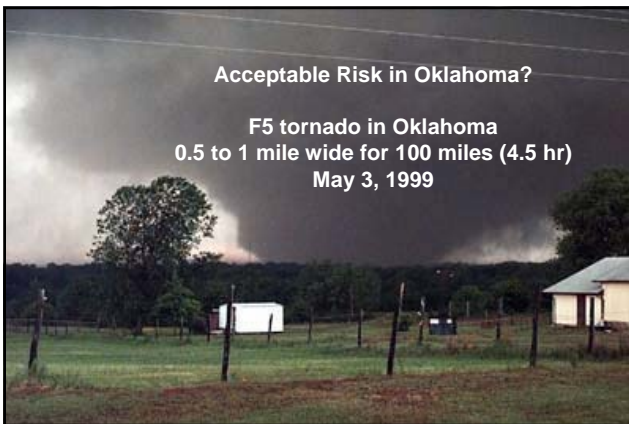 Acceptable Risk in Oklahoma?
F5 tornado in Oklahoma
0.5 to 1 mile wide for 100 miles (4.5 hr)
May 3, 1999